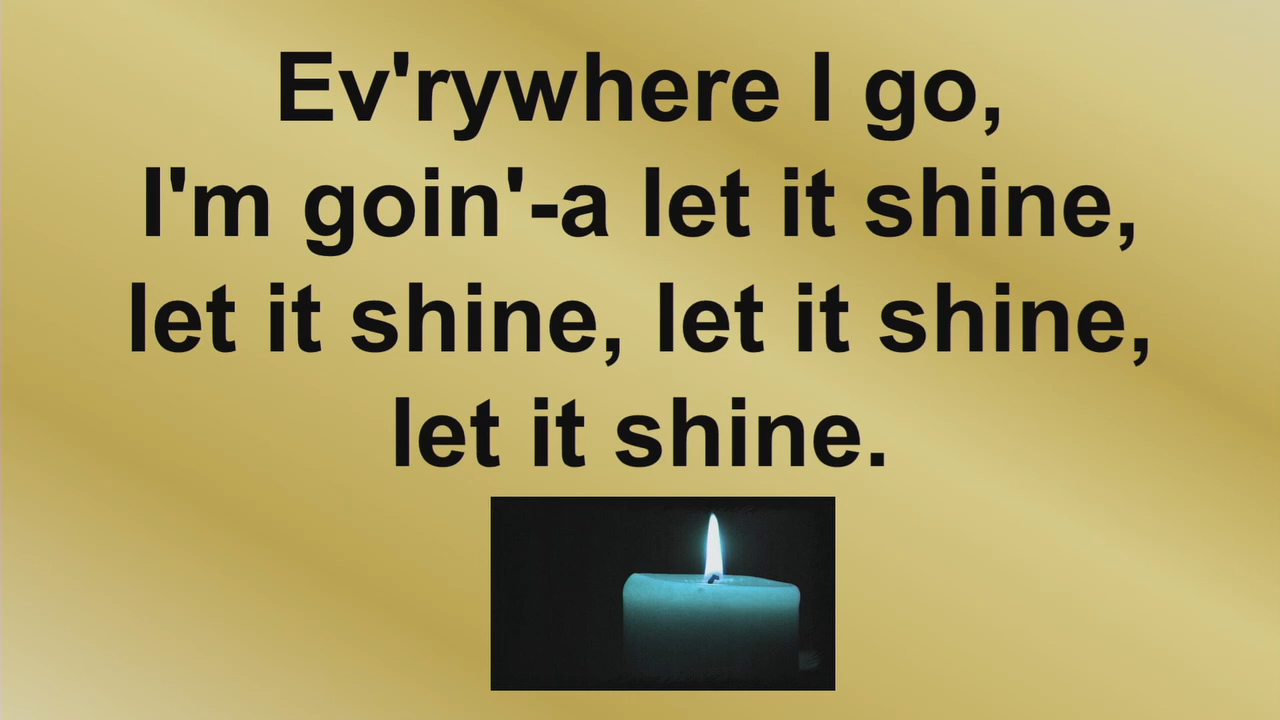 Ev'rywhere I go,
I'm goin'-a let it shine,
let it shine, let it shine,
let it shine.